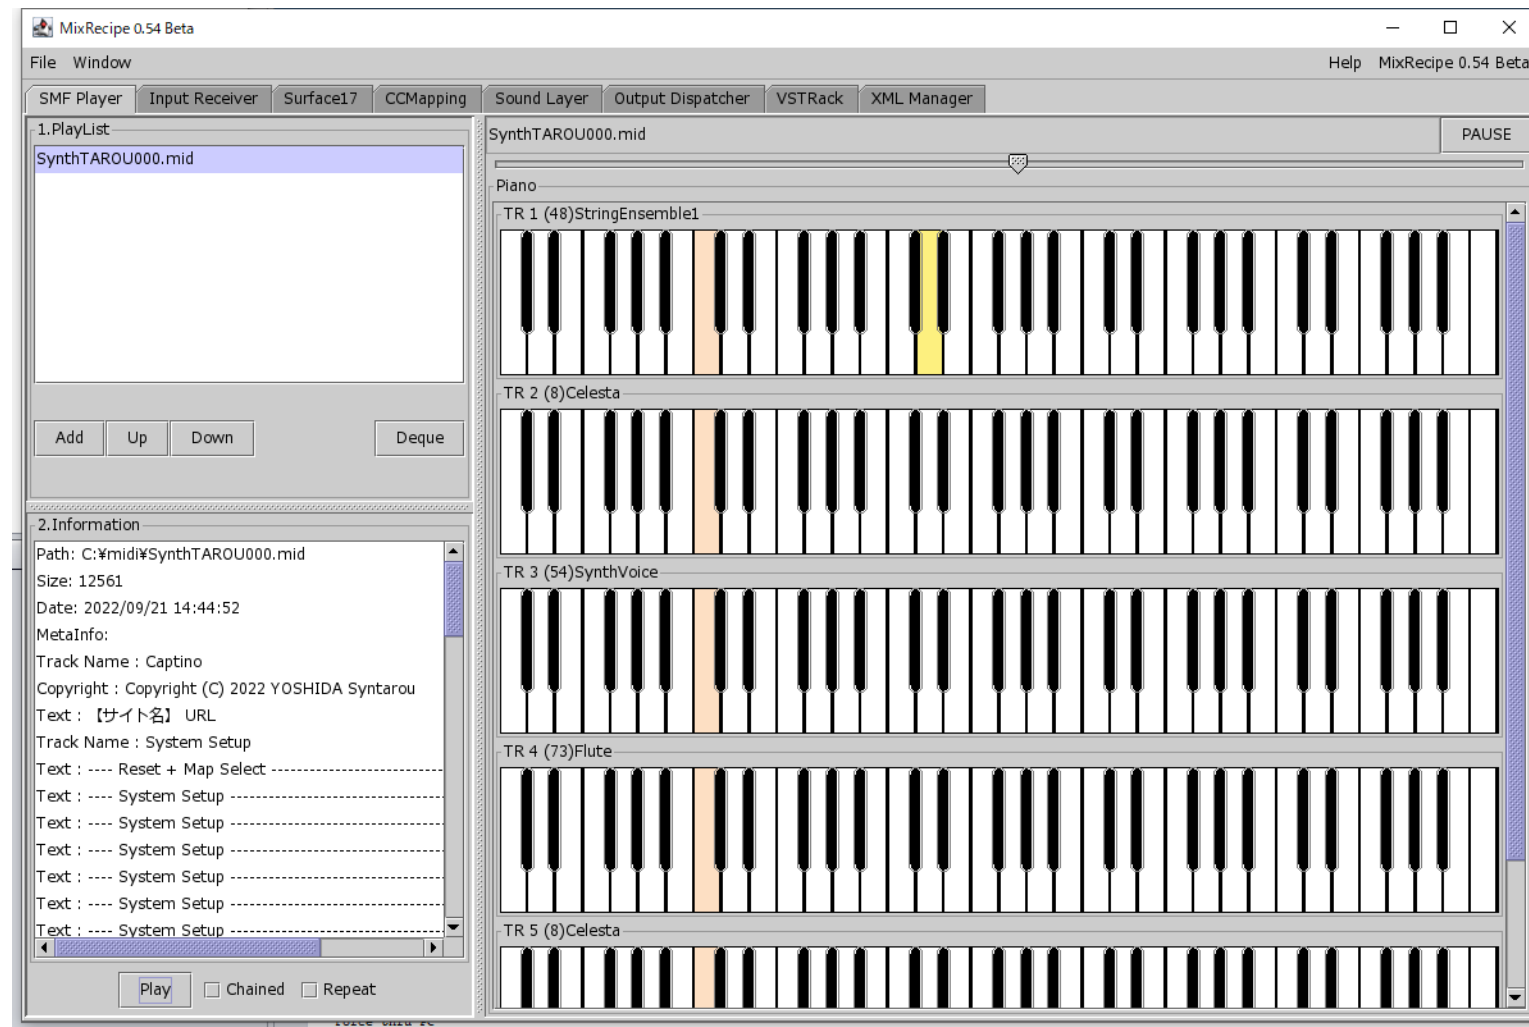 MixRecipe 0.54 Beta
File Window Help MixRecipe 0.54 Beta
SMF Player Input Receiver Surface17 CCMapping Sound Layer Output Dispatcher VSTRack XML Manager
1.PlayList
SynthTAROU000.mid
Add Up Down Deque
2.Information
Path: C:¥midi¥SynthTAROU000.mid
Size: 12561
Date: 2022/09/21 14:44:52
MetaInfo:
Track Name : Captino
Copyright : Copyright (C) 2022 YOSHIDA Syntarou
Text : 【サイト名】 URL
Track Name : System Setup
Text : ---- Reset + Map Select -------------------------
Text : ---- System Setup -------------------------------
Text : ---- System Setup -------------------------------
Text : ---- System Setup -------------------------------
Text : ---- System Setup -------------------------------
Text : ---- System Setup -------------------------------
Text : ---- System Setup -------------------------------
Play Chained Repeat
SynthTAROU000.mid PAUSE
Piano
TR 1 (48)StringEnsemble1
TR 2 (8)Celesta
TR 3 (54)SynthVoice
TR 4 (73)Flute
TR 5 (8)Celesta